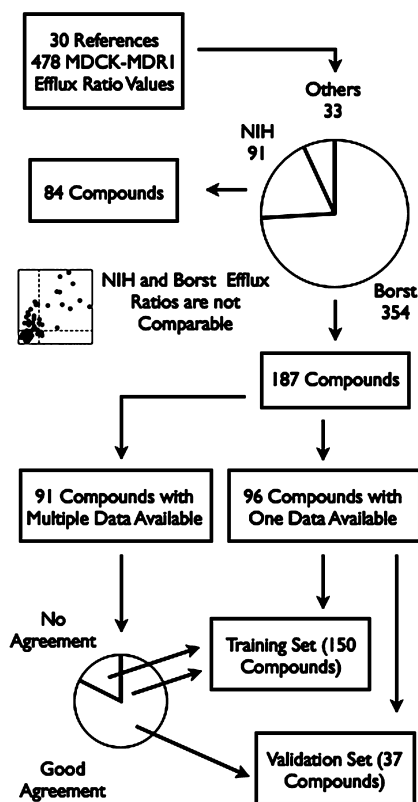 30 References
478 MDCK-MDR1
Efflux Ratio Values
Others
33
NIH
91
84 Compounds
Borst
354
NIH and Borst Efflux
Ratios are not
Comparable
187 Compounds
91 Compounds with
Multiple Data Available
96 Compounds with
One Data Available
No
Agreement
Training Set (150
Compounds)
Good
Agreement
Validation Set (37
Compounds)